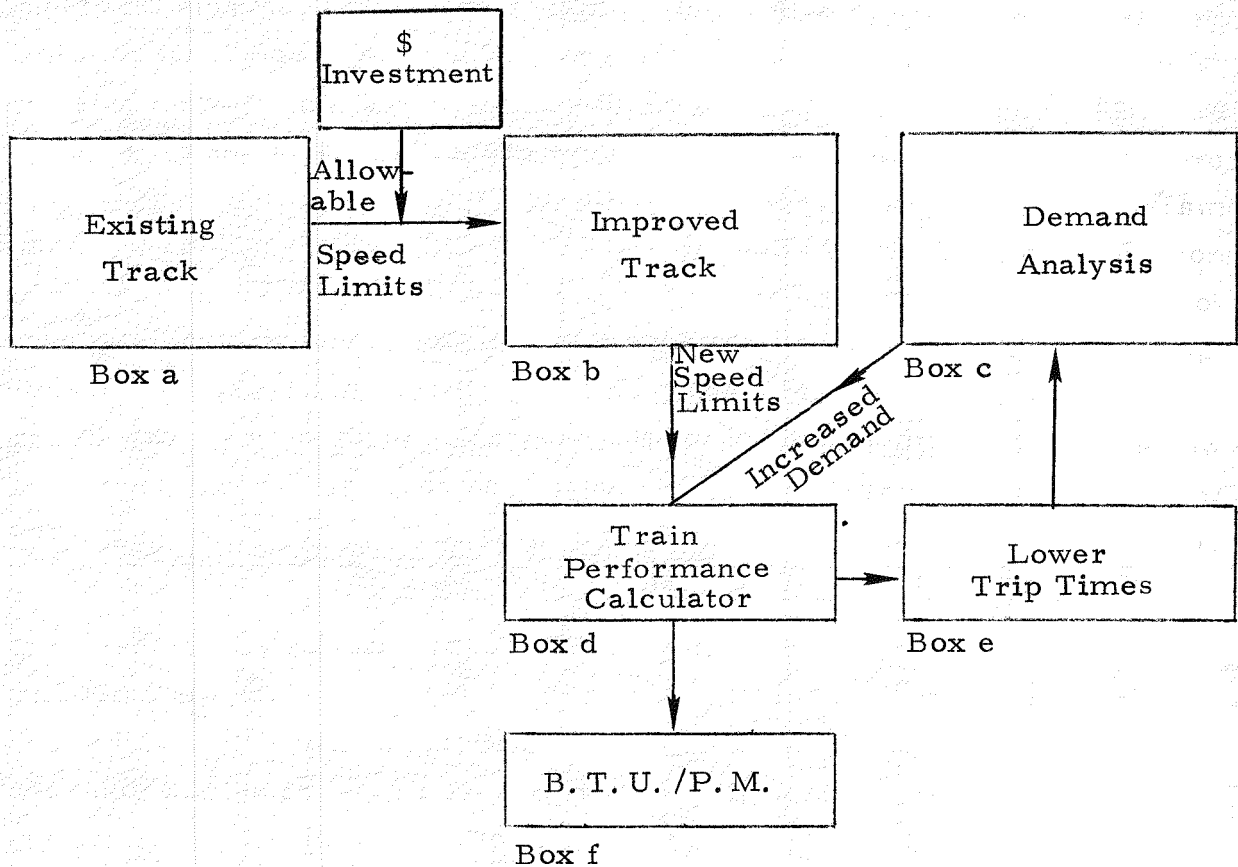 $
Investment
Allow-
able
Speed
Limits
Existing
Track
Box a
Improved
Track
Box b
Demand
Analysis
Box c
New
Speed
Limits
Increased
Demand
Train
Performance
Calculator
Box d
Lower
Trip Times
Box e
B. T. U. /P. M.
Box f